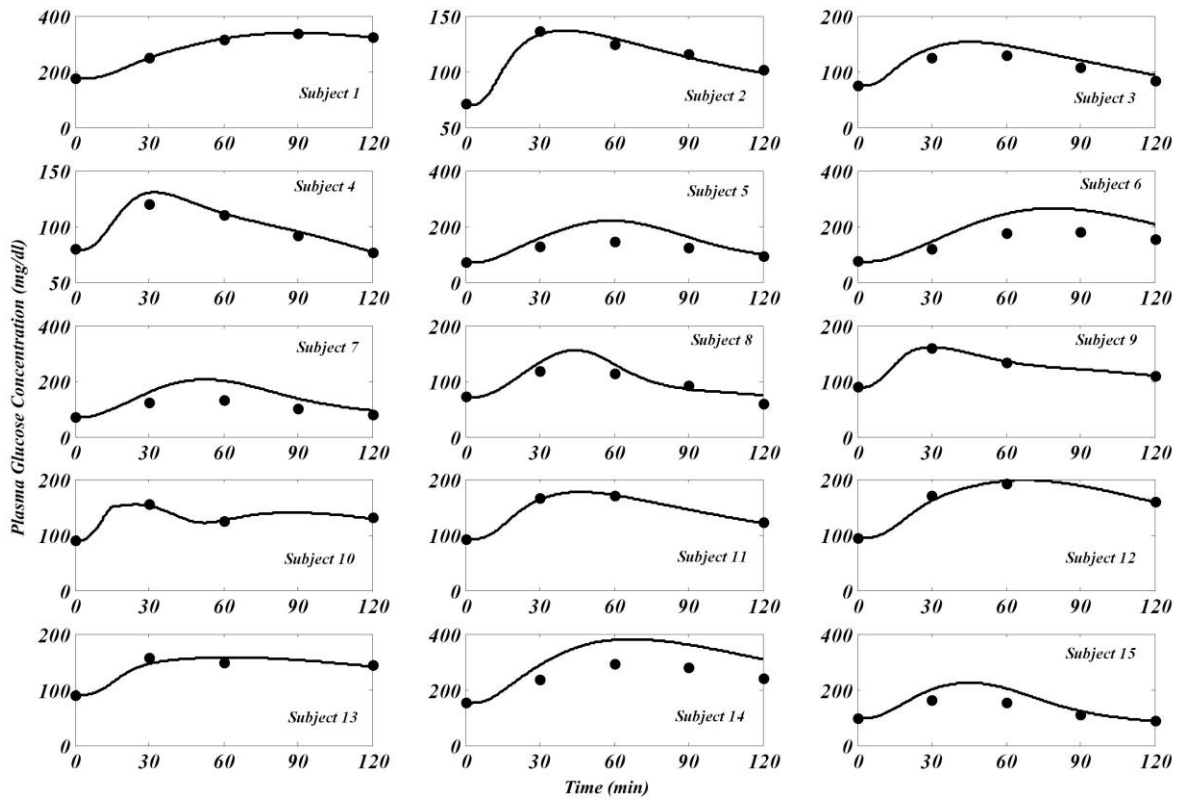 Plasma Glucose Concentration (mg/dl)
400
200
0
0 30 60 90 120
Subject 1
150
100
50
0 30 60 90 120
Subject 2
200
100
0
0 30 60 90 120
Subject 3
150
100
50
0 30 60 90 120
Subject 4
400
200
0
0 30 60 90 120
Subject 5
400
200
0
0 30 60 90 120
Subject 6
400
200
0
0 30 60 90 120
Subject 7
200
100
0
0 30 60 90 120
Subject 8
200
100
0
0 30 60 90 120
Subject 9
200
100
0
0 30 60 90 120
Subject 10
200
100
0
0 30 60 90 120
Subject 11
200
100
0
0 30 60 90 120
Subject 12
200
100
0
0 30 60 90 120
Subject 13
400
200
0
0 30 60 90 120
Subject 14
400
200
0
0 30 60 90 120
Subject 15
Time (min)